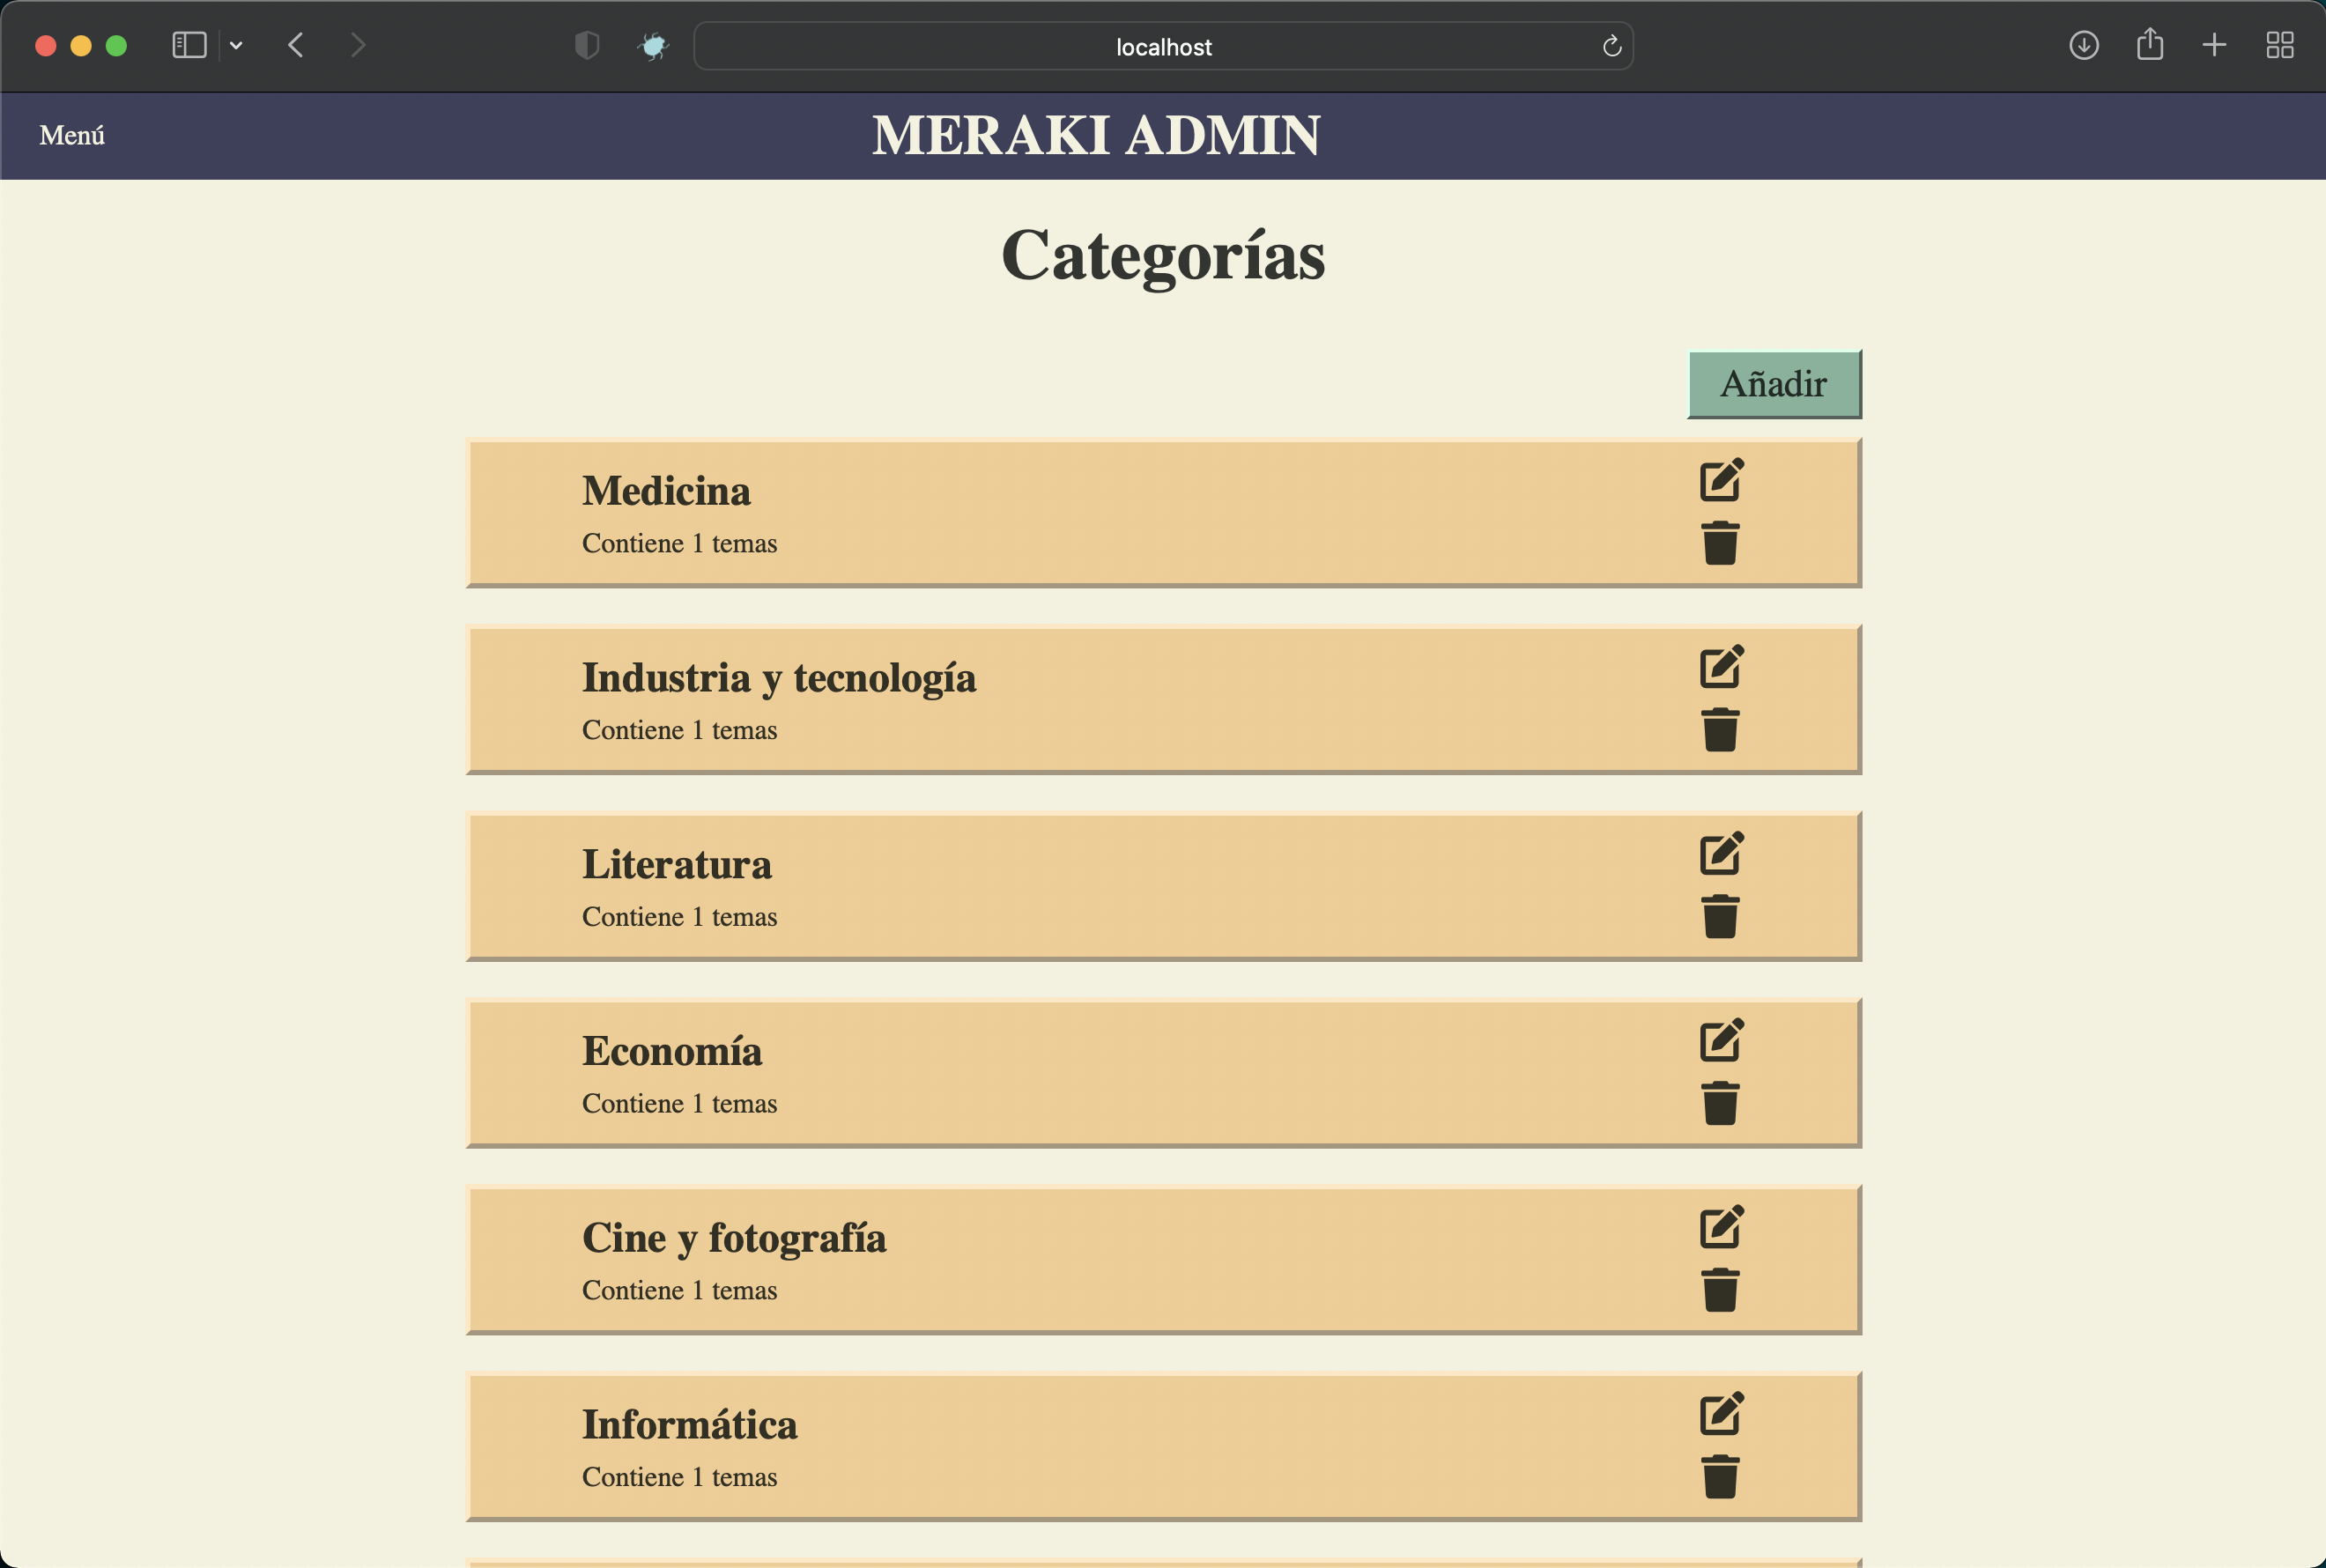 localhost
Menú
MERAKI ADMIN
Categorías
Añadir
Medicina
Contiene 1 temas
Industria y tecnología
Contiene 1 temas
Literatura
Contiene 1 temas
Economía
Contiene 1 temas
Cine y fotografía
Contiene 1 temas
Informática
Contiene 1 temas